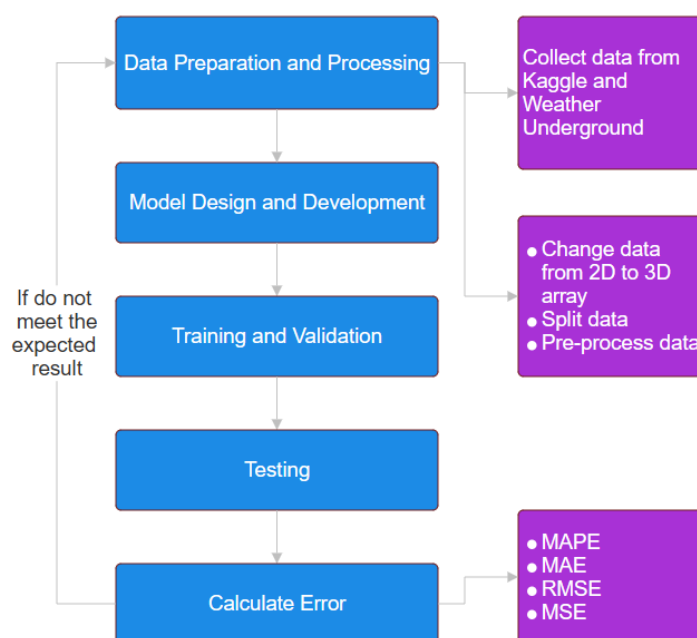 Data Preparation and Processing
Collect data from
Kaggle and
Weather
Underground
Model Design and Development
● Change data
from 2D to 3D
array
● Split data
● Pre-process data
If do not
meet the
expected
result
Training and Validation
Testing
Calculate Error
● MAPE
● MAE
● RMSE
● MSE